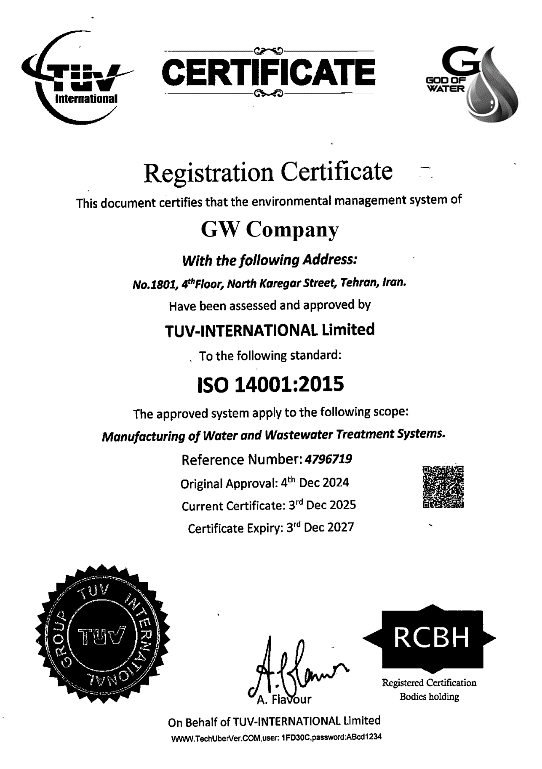 TÜV
International
CERTIFICATE
G
GOD OF
WATER
Registration Certificate
This document certifies that the environmental management system of
GW Company
With the following Address:
No.1801, 4thFloor, North Karegar Street, Tehran, Iran.
Have been assessed and approved by
TUV-INTERNATIONAL Limited
To the following standard:
ISO 14001:2015
The approved system apply to the following scope:
Manufacturing of Water and Wastewater Treatment Systems.
Reference Number: 4796719
Original Approval: 4th Dec 2024
Current Certificate: 3rd Dec 2025
Certificate Expiry: 3rd Dec 2027
TUV INTERNATIONAL GROUP
TÜV
TUV INTERNATIONAL
A. Flavour
A. Flavour
RCBH
Registered Certification
Bodies holding
On Behalf of TUV-INTERNATIONAL Limited
WWW.TechUberVer.COM,user: 1FD30C,password:ABcd1234